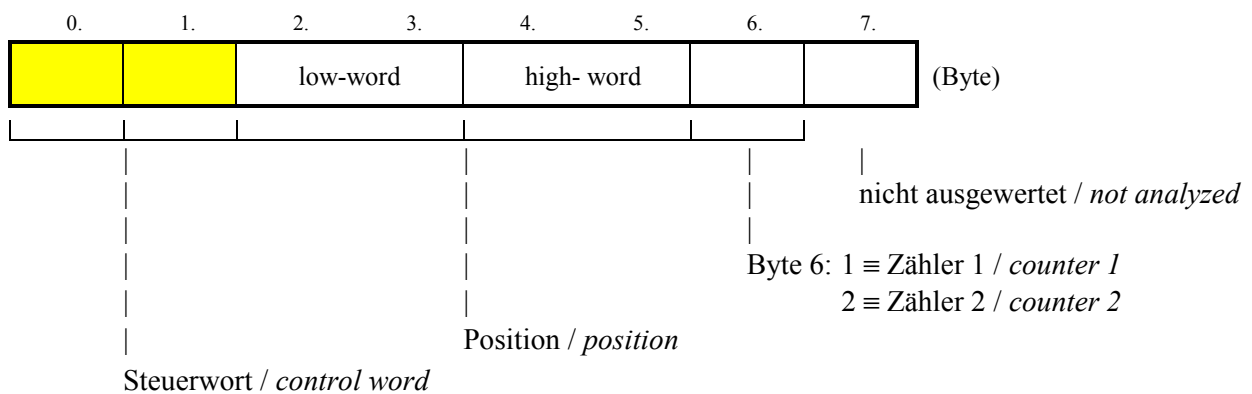 0. 1. 2. 3. 4. 5. 6. 7.
low-word high- word (Byte)
nicht ausgewertet / not analyzed
Byte 6: 1 ≡ Zähler 1 / counter 1
2 ≡ Zähler 2 / counter 2
Position / position
Steuerwort / control word